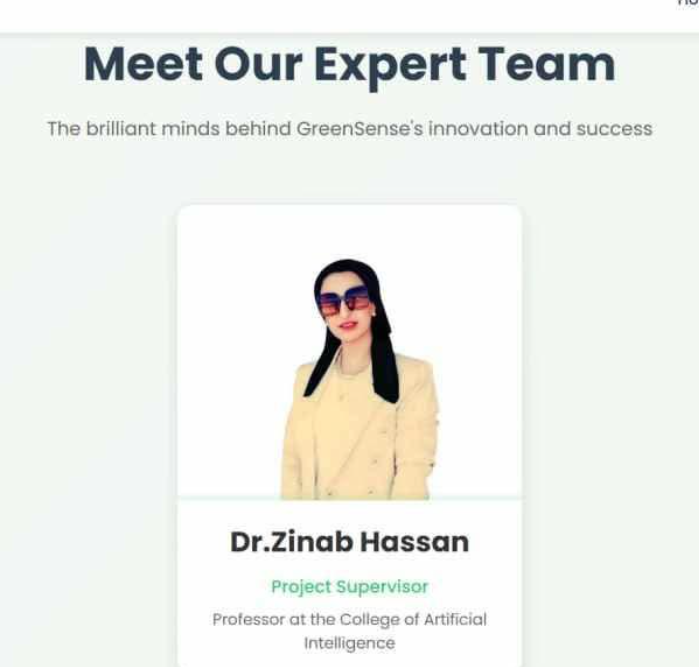 Meet Our Expert Team
The brilliant minds behind GreenSense's innovation and success
Dr.Zinab Hassan
Project Supervisor
Professor at the College of Artificial
Intelligence